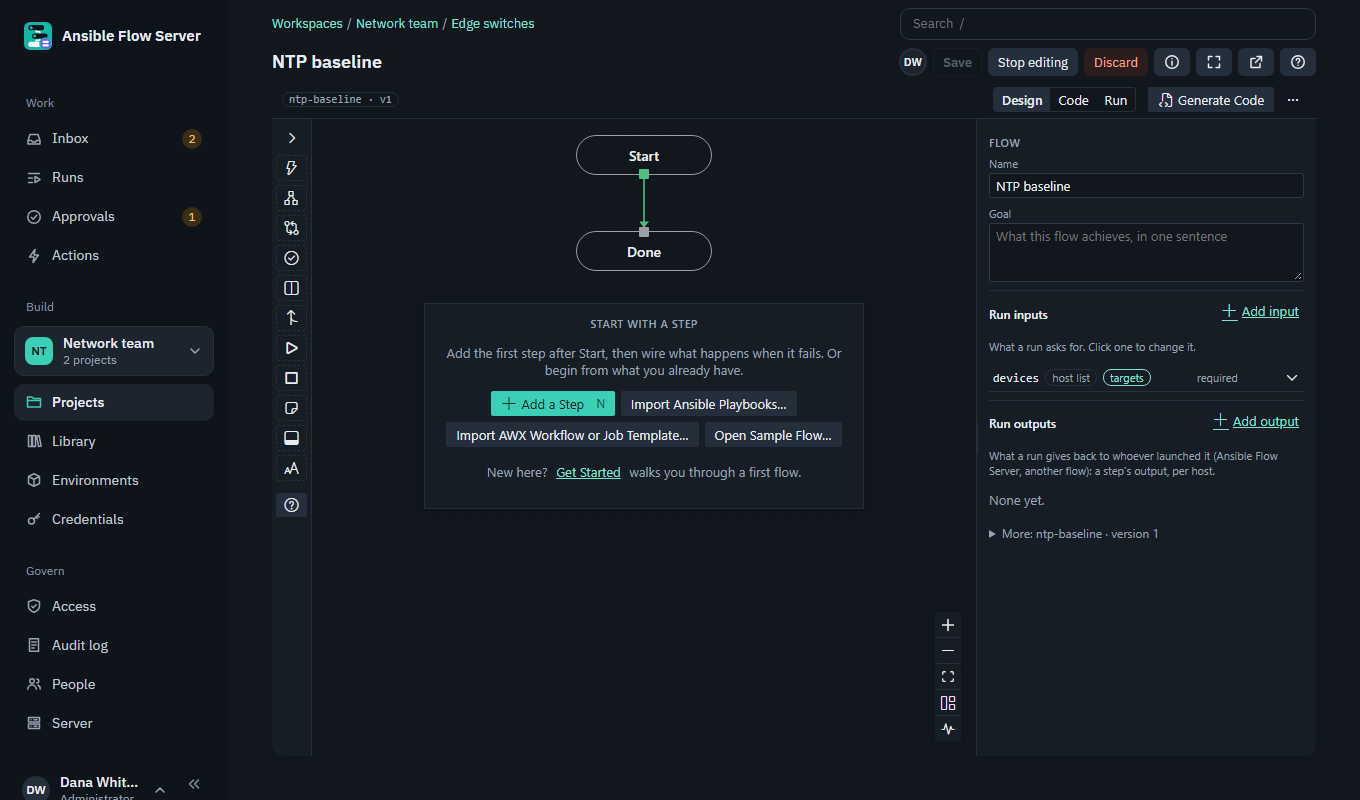 Ansible Flow Server
Work
Inbox 2
Runs
Approvals 1
Actions
Build
NT Network team
2 projects
Projects
Library
Environments
Credentials
Govern
Access
Audit log
People
Server
DW Dana Whit...
Administrator
Workspaces / Network team / Edge switches
Search /
NTP baseline
DW Save Stop editing Discard
ntp-baseline · v1
Design Code Run Generate Code ...
Start
Done
START WITH A STEP
Add the first step after Start, then wire what happens when it fails. Or
begin from what you already have.
Add a Step N Import Ansible Playbooks...
Import AWX Workflow or Job Template... Open Sample Flow...
New here? Get Started walks you through a first flow.
AA
FLOW
Name
NTP baseline
Goal
What this flow achieves, in one sentence
Run inputs Add input
What a run asks for. Click one to change it.
devices host list targets required
Run outputs Add output
What a run gives back to whoever launched it (Ansible Flow
Server, another flow): a step's output, per host.
None yet.
More: ntp-baseline · version 1